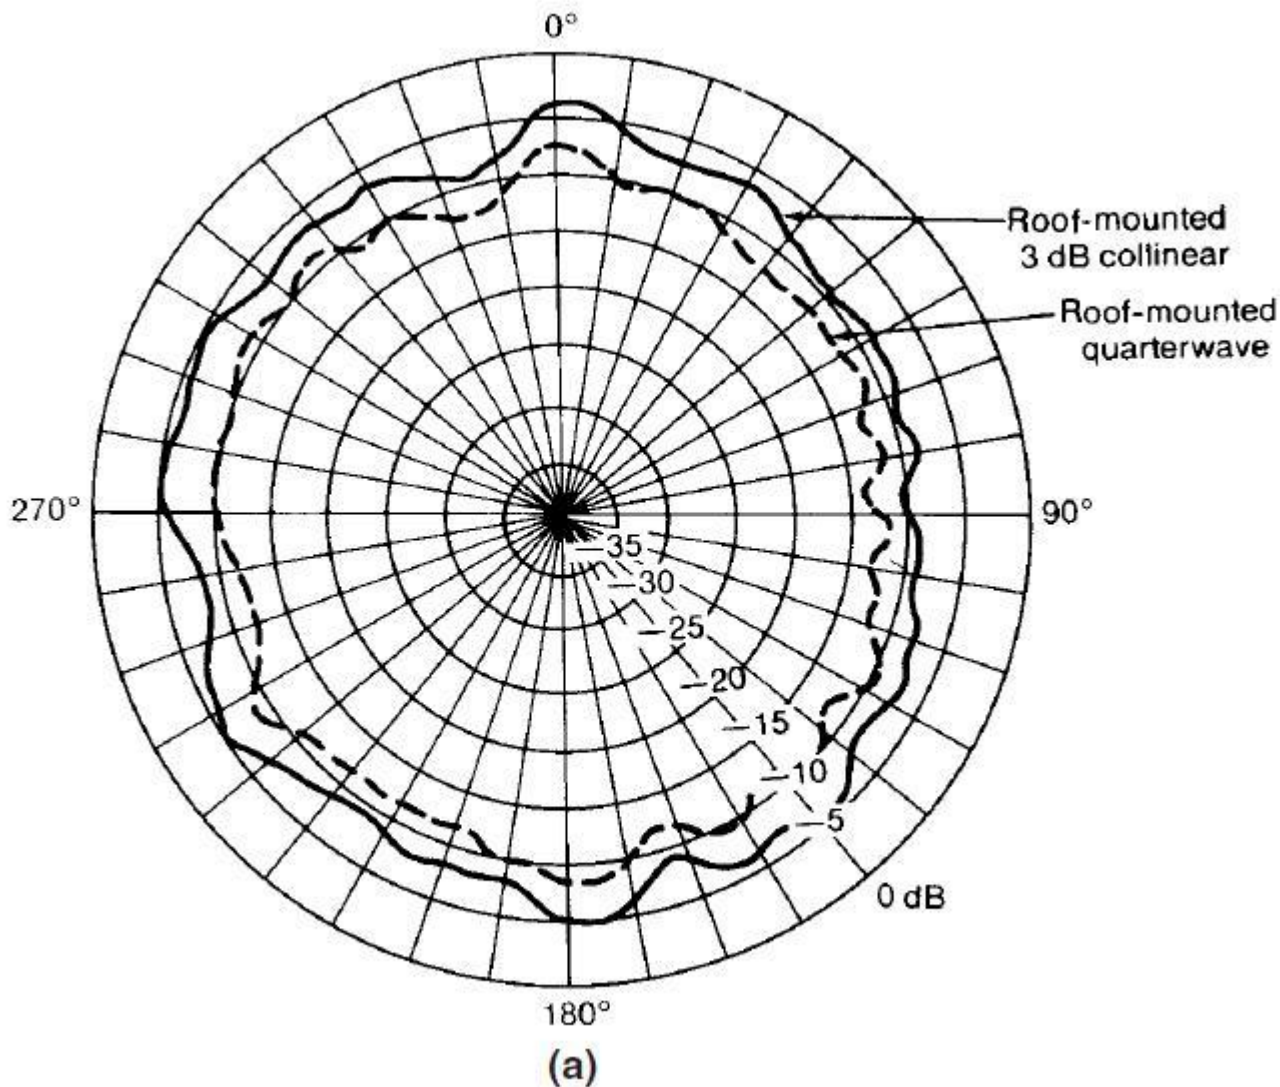 0°
Roof-mounted
3 dB collinear
Roof-mounted
quarterwave
270°
90°
—35
—30
—25
—20
—15
—10
—5
0 dB
180°
(a)